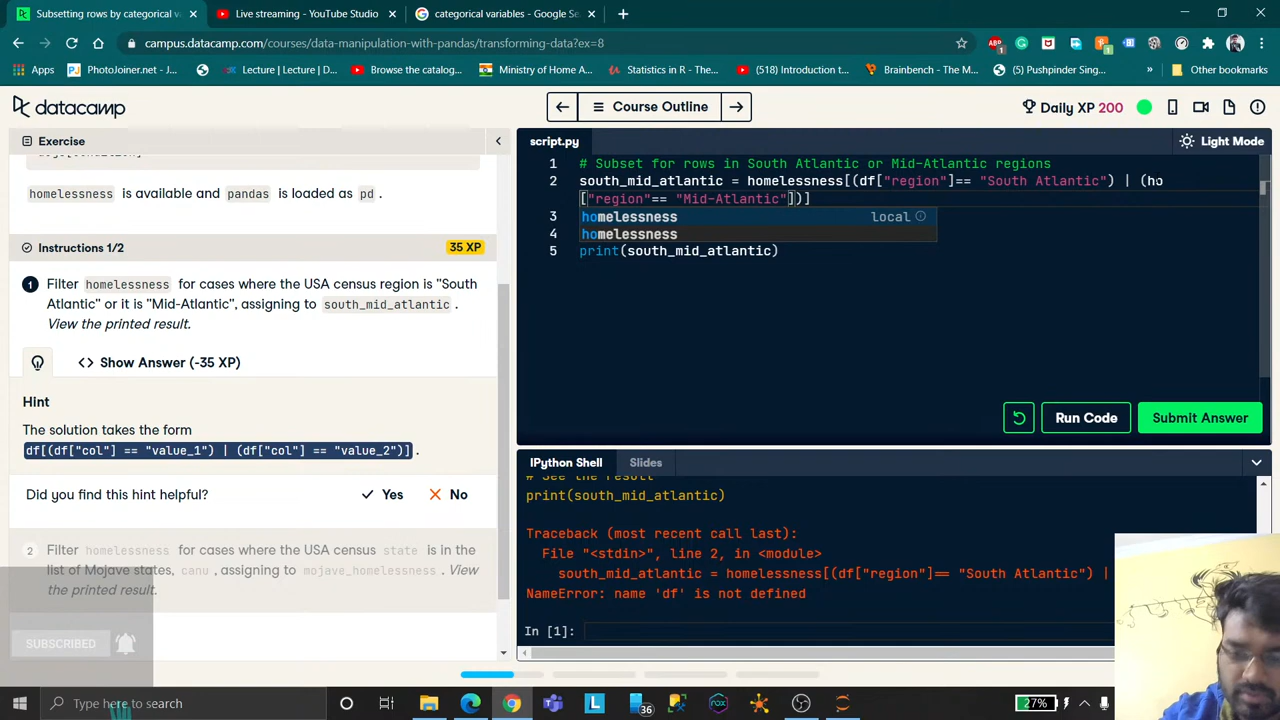 Subsetting rows by categorical v
Live streaming - YouTube Studio
categorical variables - Google Se
campus.datacamp.com/courses/data-manipulation-with-pandas/transforming-data?ex=8
Apps
PhotoJoiner.net - J...
Lecture | Lecture | D...
Browse the catalog...
Ministry of Home A...
Statistics in R - The...
(518) Introduction t...
Brainbench - The M...
(5) Pushpinder Sing...
»
Other bookmarks
datacamp
Course Outline
Daily XP 200
Exercise
homelessness is available and pandas is loaded as pd.
Instructions 1/2
35 XP
1 Filter homelessness for cases where the USA census region is "South
Atlantic" or it is "Mid-Atlantic", assigning to south_mid_atlantic.
View the printed result.
<> Show Answer (-35 XP)
Hint
The solution takes the form
df[(df["col"] == "value_1") | (df["col"] == "value_2")].
Did you find this hint helpful?
Yes
No
2 Filter homelessness for cases where the USA census state is in the
list of Mojave states, canu, assigning to mojave_homelessness. View
the printed result.
SUBSCRIBED
script.py
Light Mode
1 # Subset for rows in South Atlantic or Mid-Atlantic regions
2 south_mid_atlantic = homelessness[(df["region"]== "South Atlantic") | (ho
["region"== "Mid-Atlantic"])]
3 homelessness local
4 homelessness
5 print(south_mid_atlantic)
Run Code
Submit Answer
IPython Shell
Slides
# See the result
print(south_mid_atlantic)
Traceback (most recent call last):
File "<stdin>", line 2, in <module>
south_mid_atlantic = homelessness[(df["region"]== "South Atlantic") |
NameError: name 'df' is not defined
In [1]:
Type here to search
36
27%